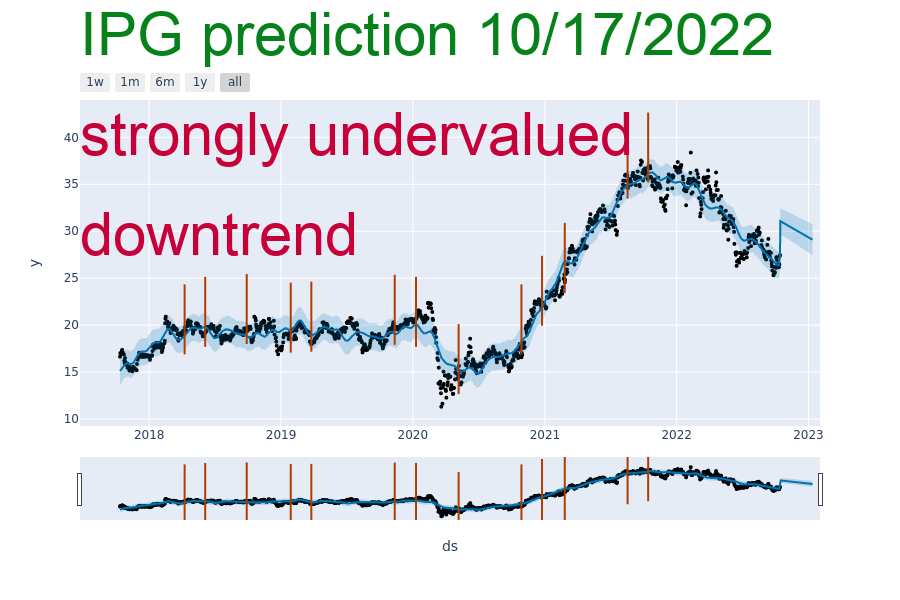 IPG prediction 10/17/2022
1w 1m 6m 1y all
strongly undervalued
downtrend
40
35
30
25
20
15
10
y
2018 2019 2020 2021 2022 2023
ds